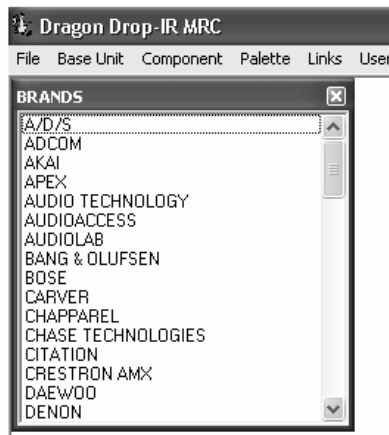 Dragon Drop-IR MRC
File Base Unit Component Palette Links User
BRANDS
A/D/S
ADCOM
AKAI
APEX
AUDIO TECHNOLOGY
AUDIOACCESS
AUDIOLAB
BANG & OLUFSEN
BOSE
CARVER
CHAPPAREL
CHASE TECHNOLOGIES
CITATION
CRESTRON AMX
DAEWOO
DENON